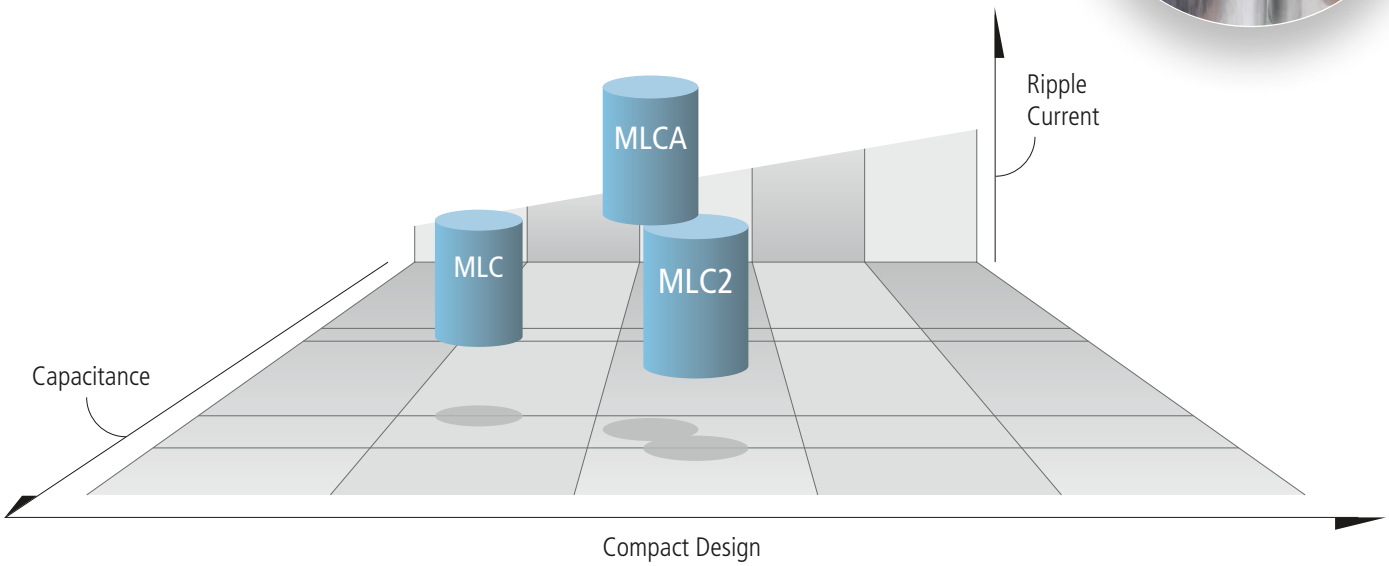 Ripple
Current
MLCA
MLC
MLC2
Capacitance
Compact Design